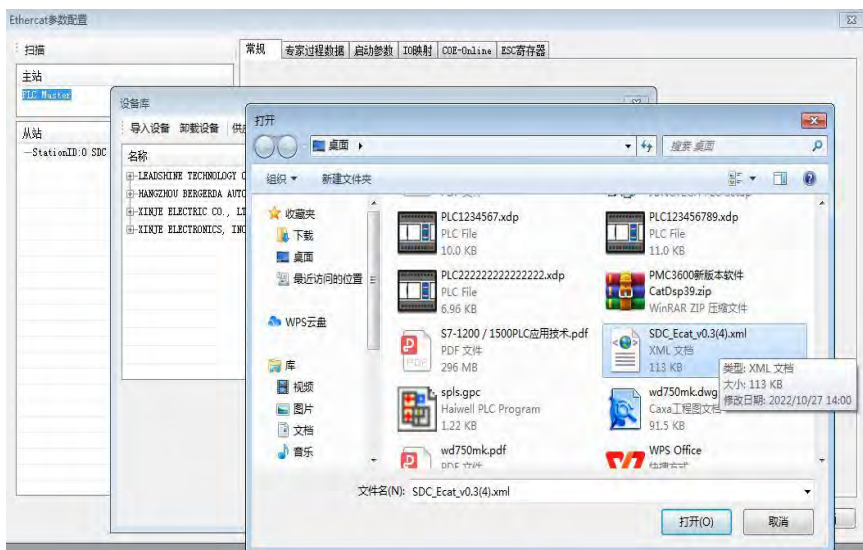 Ethercat参数配置
扫描
常规 专家过程数据 启动参数 IO映射 COE-Online ESC寄存器
主站
PLC Master
从站
StationID:0 SDC
设备库
导入设备 卸载设备
名称
LEADSHINE TECHNOLOGY
HANGZHOU BERGERDA AUTO
XINJE ELECTRIC CO., LT
XINJE ELECTRONICS, INC
打开
桌面
搜索 桌面
组织 新建文件夹
收藏夹
下载
桌面
最近访问的位置
WPS云盘
库
视频
图片
文档
音乐
PLC1234567.xdp
PLC File
10.0 KB
PLC123456789.xdp
PLC File
11.0 KB
PLC222222222222222.xdp
PLC File
6.96 KB
PMC3600新版本软件
CatDsp39.zip
WinRAR ZIP 压缩文件
S7-1200 / 1500PLC应用技术.pdf
PDF 文件
296 MB
SDC_Ecat_v0.3(4).xml
XML 文档
113 KB
类型: XML 文档
大小: 113 KB
修改日期: 2022/10/27 14:00
spls.gpc
Haiwell PLC Program
1.22 KB
wd750mk.dwg
Caxa工程图文档
91.5 KB
wd750mk.pdf
PDF 文件
WPS Office
快捷方式
文件名(N): SDC_Ecat_v0.3(4).xml
打开(O) 取消